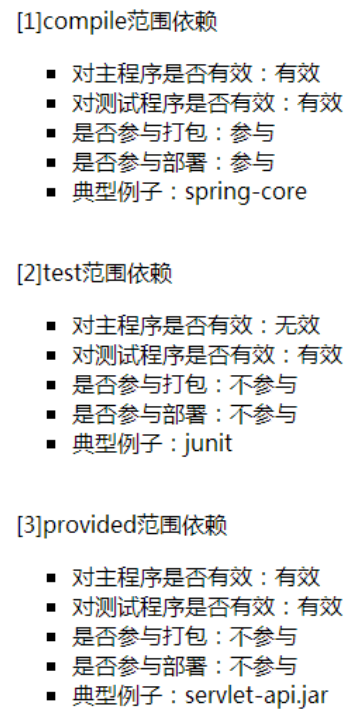 [1]compile范围依赖
▪ 对主程序是否有效：有效
▪ 对测试程序是否有效：有效
▪ 是否参与打包：参与
▪ 是否参与部署：参与
▪ 典型例子：spring-core
[2]test范围依赖
▪ 对主程序是否有效：无效
▪ 对测试程序是否有效：有效
▪ 是否参与打包：不参与
▪ 是否参与部署：不参与
▪ 典型例子：junit
[3]provided范围依赖
▪ 对主程序是否有效：有效
▪ 对测试程序是否有效：有效
▪ 是否参与打包：不参与
▪ 是否参与部署：不参与
▪ 典型例子：servlet-api.jar